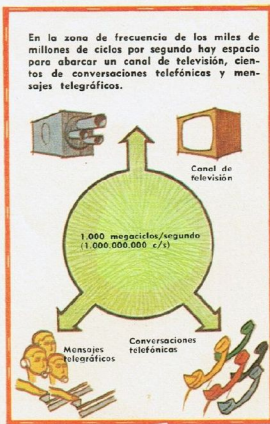 En la zona de frecuencia de los miles de
millones de ciclos por segundo hay espacio
para abarcar un canal de televisión, cien-
tos de conversaciones telefónicas y men-
sajes telegráficos.
Canal de
televisión
1.000 megaciclos/segundo
(1.000.000.000 c/s)
Mensajes
telegráficos
Conversaciones
telefónicas